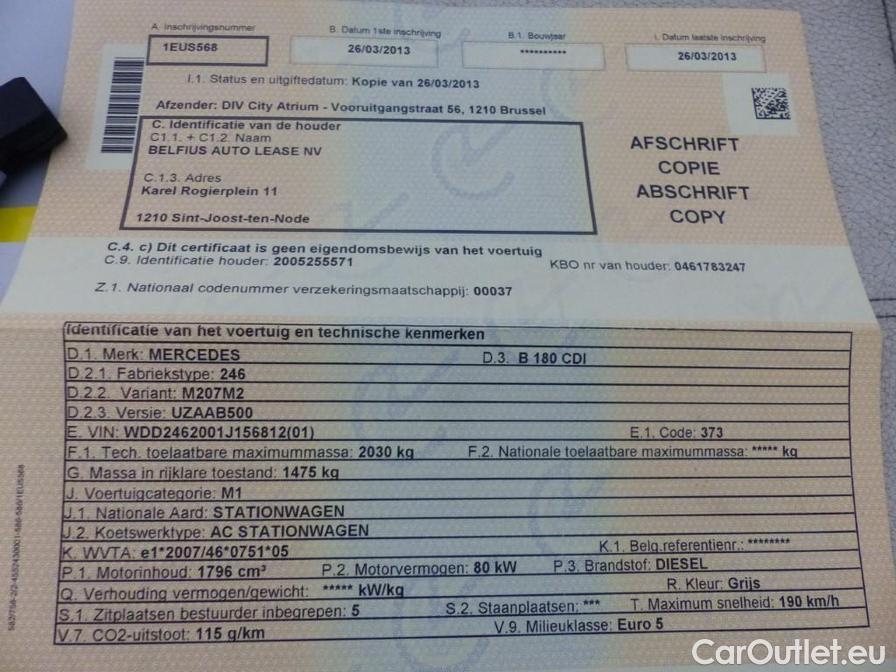 A. Inschrijvingsnummer B. Datum 1ste inschrijving B.1. Bouwjaar I. Datum laatste inschrijving
1EUS568 26/03/2013 ********** 26/03/2013
I.1. Status en uitgiftedatum: Kopie van 26/03/2013
Afzender: DIV City Atrium - Vooruitgangstraat 56, 1210 Brussel
C. Identificatie van de houder
C1.1. + C1.2. Naam
BELFIUS AUTO LEASE NV
C.1.3. Adres
Karel Rogierplein 11
1210 Sint-Joost-ten-Node
AFSCHRIFT
COPIE
ABSCHRIFT
COPY
C.4. c) Dit certificaat is geen eigendomsbewijs van het voertuig
C.9. Identificatie houder: 2005255571 KBO nr van houder: 0461783247
Z.1. Nationaal codenummer verzekeringsmaatschappij: 00037
Identificatie van het voertuig en technische kenmerken
D.1. Merk: MERCEDES D.3. B 180 CDI
D.2.1. Fabriekstype: 246
D.2.2. Variant: M207M2
D.2.3. Versie: UZAAB500
E. VIN: WDD2462001J156812(01) E.1. Code: 373
F.1. Tech. toelaatbare maximummassa: 2030 kg F.2. Nationale toelaatbare maximummassa: ***** kg
G. Massa in rijklare toestand: 1475 kg
J. Voertuigcategorie: M1
J.1. Nationale Aard: STATIONWAGEN
J.2. Koetswerktype: AC STATIONWAGEN
K. WVTA: e1*2007/46*0751*05 K.1. Belg.referentienr.: ********
P.1. Motorinhoud: 1796 cm³ P.2. Motorvermogen: 80 kW P.3. Brandstof: DIESEL
Q. Verhouding vermogen/gewicht: ***** kW/kg R. Kleur: Grijs
S.1. Zitplaatsen bestuurder inbegrepen: 5 S.2. Staanplaatsen: *** T. Maximum snelheid: 190 km/h
V.7. CO2-uitstoot: 115 g/km V.9. Milieuklasse: Euro 5
CarOutlet.eu